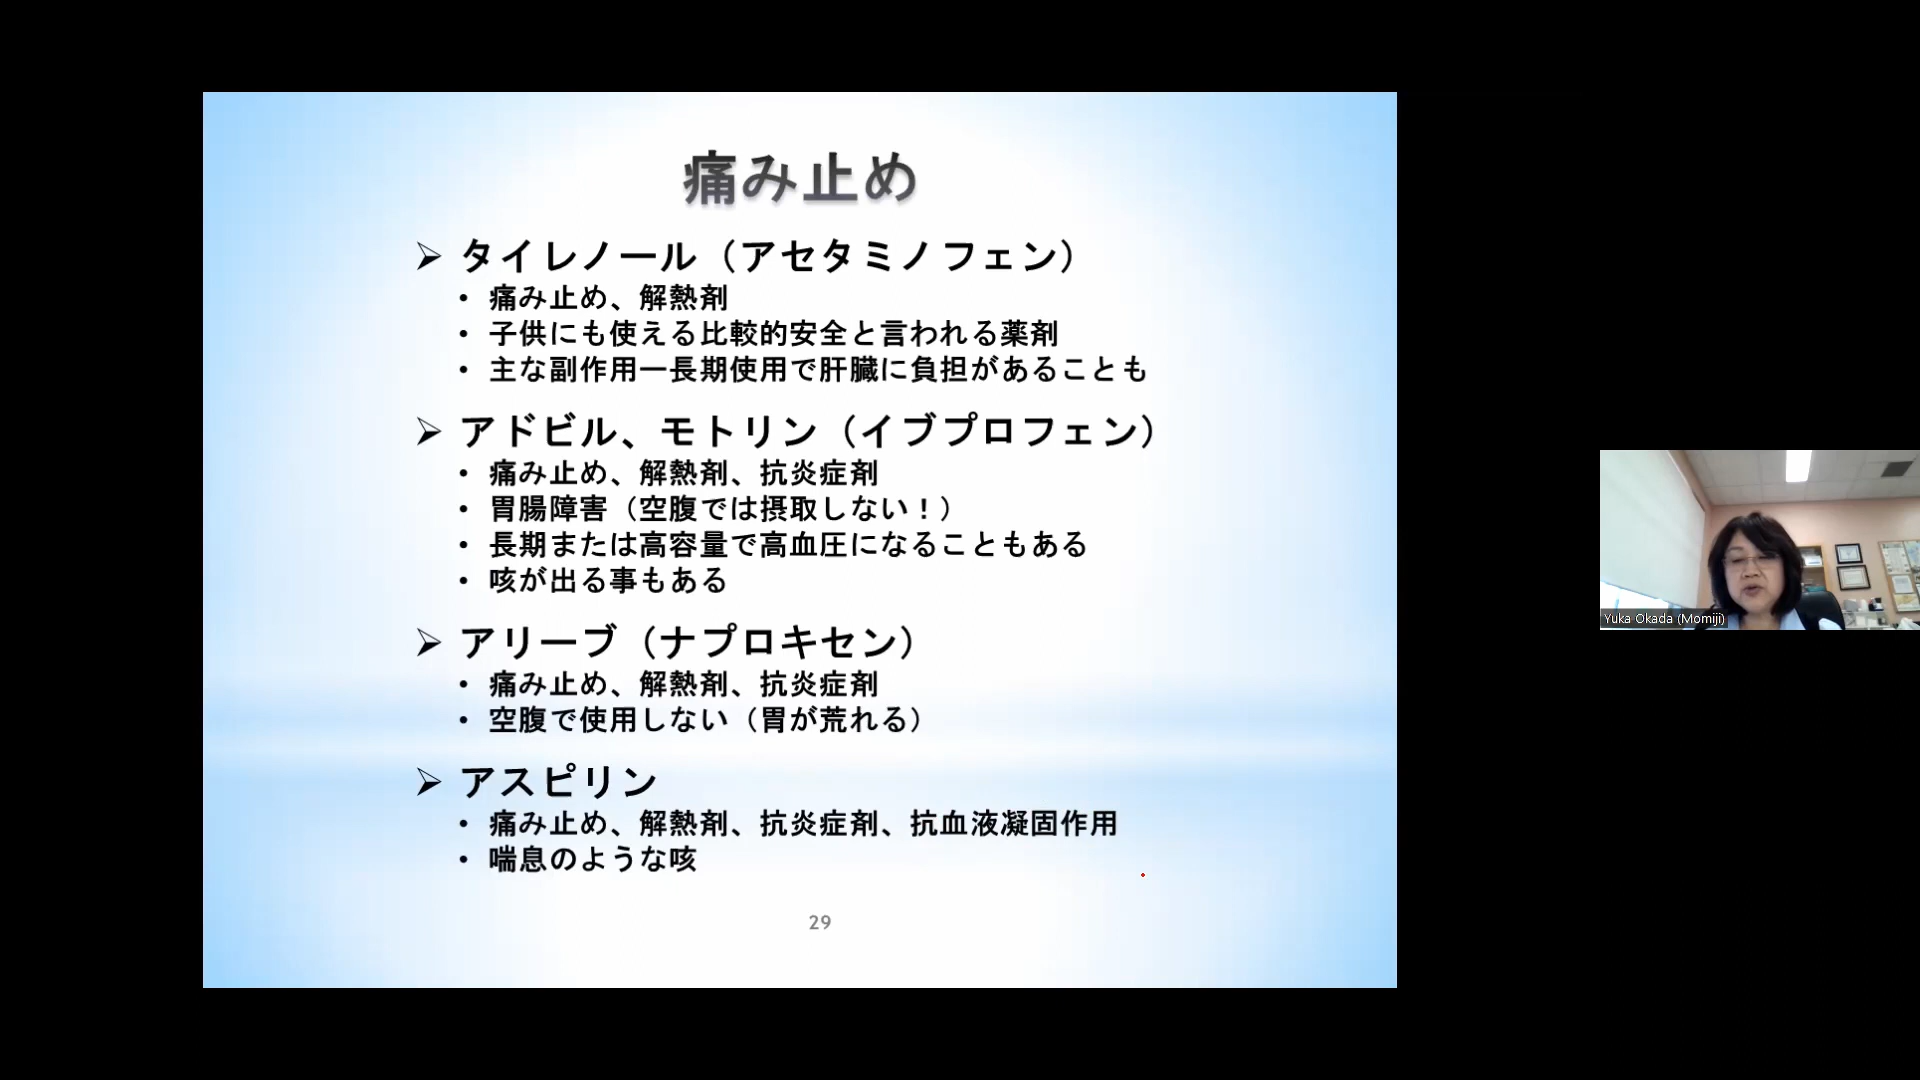 痛み止め
➢ タイレノール（アセタミノフェン）
• 痛み止め、解熱剤
• 子供にも使える比較的安全と言われる薬剤
• 主な副作用ー長期使用で肝臓に負担があることも
➢ アドビル、モトリン（イブプロフェン）
• 痛み止め、解熱剤、抗炎症剤
• 胃腸障害（空腹では摂取しない！）
• 長期または高容量で高血圧になることもある
• 咳が出る事もある
➢ アリーブ（ナプロキセン）
• 痛み止め、解熱剤、抗炎症剤
• 空腹で使用しない（胃が荒れる）
➢ アスピリン
• 痛み止め、解熱剤、抗炎症剤、抗血液凝固作用
• 喘息のような咳
29
Yuka Okada (Momiji)